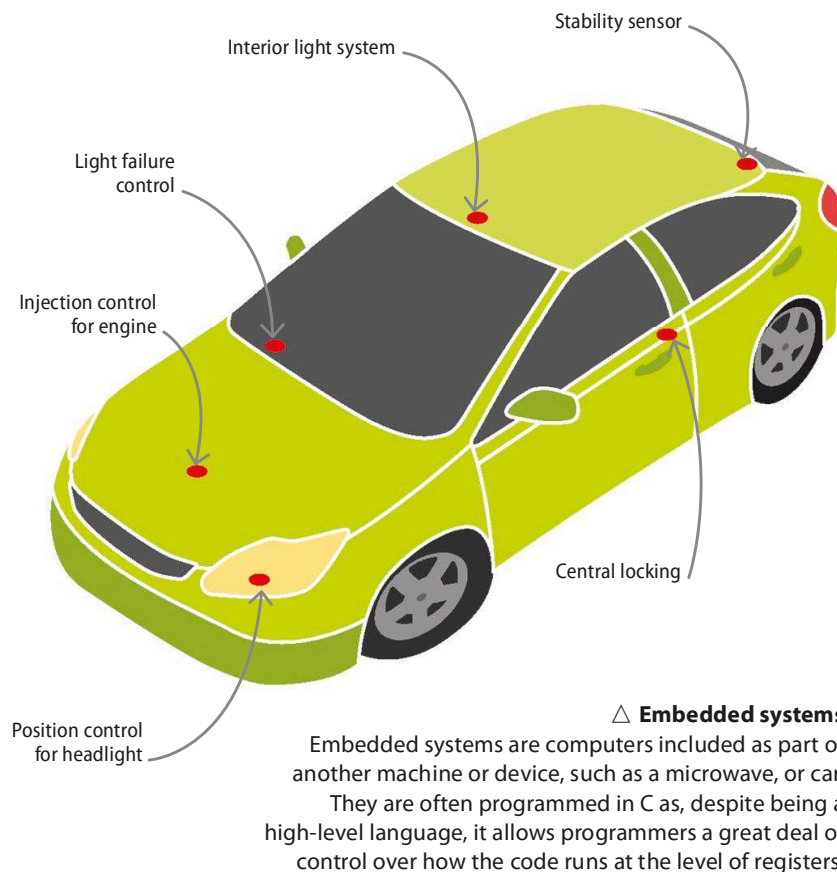 Stability sensor
Interior light system
Light failure
control
Injection control
for engine
Central locking
Position control
for headlight
△ Embedded systems
Embedded systems are computers included as part o
another machine or device, such as a microwave, or car
They are often programmed in C as, despite being a
high-level language, it allows programmers a great deal o
control over how the code runs at the level of registers